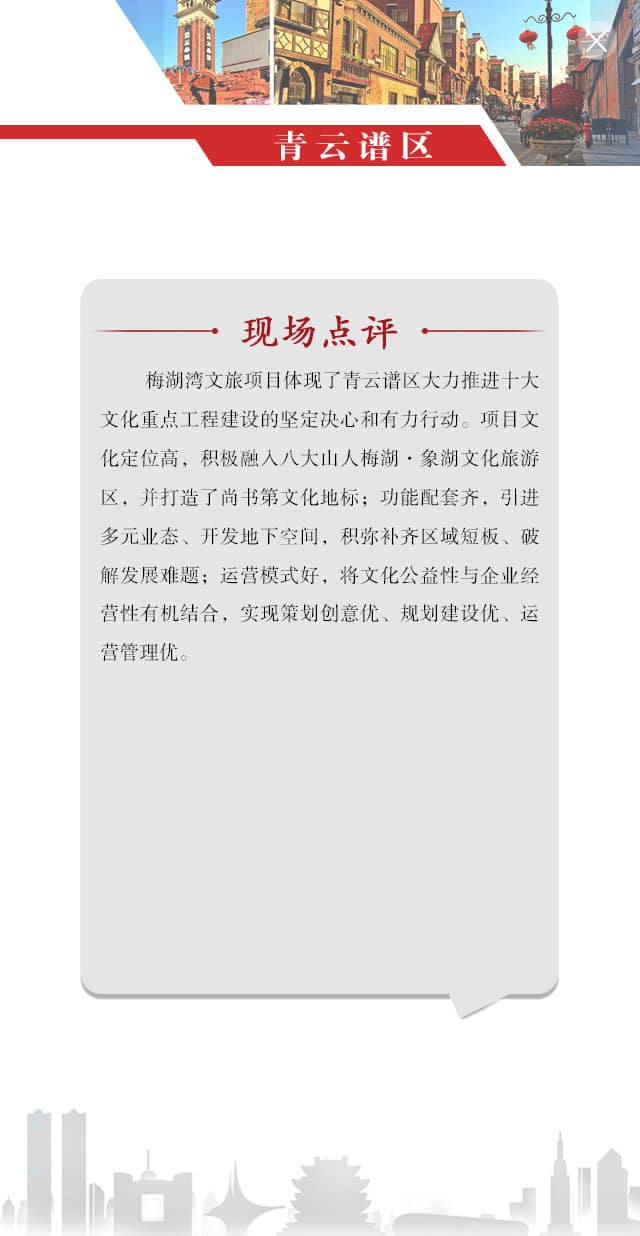 青云谱区
现场点评
梅湖湾文旅项目体现了青云谱区大力推进十大
文化重点工程建设的坚定决心和有力行动。项目文
化定位高，积极融入八大山人梅湖·象湖文化旅游
区，并打造了尚书第文化地标；功能配套齐，引进
多元业态、开发地下空间，积弥补齐区域短板、破
解发展难题；运营模式好，将文化公益性与企业经
营性有机结合，实现策划创意优、规划建设优、运
营管理优。